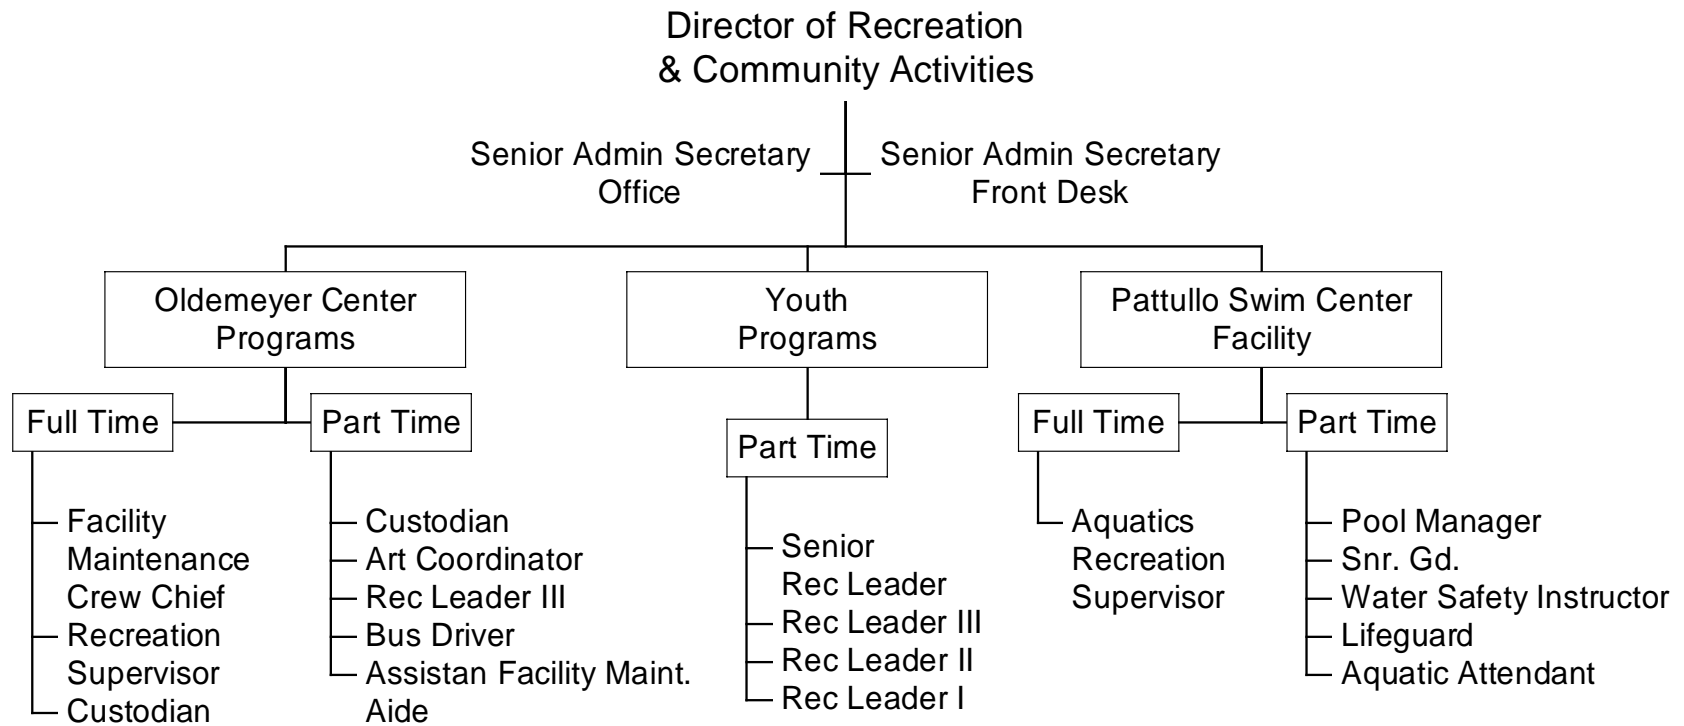 Director of Recreation
& Community Activities
Senior Admin Secretary
Office
Senior Admin Secretary
Front Desk
Oldemeyer Center
Programs
Youth
Programs
Pattullo Swim Center
Facility
Full Time
Part Time
Part Time
Full Time
Part Time
Facility
Maintenance
Crew Chief
Recreation
Supervisor
Custodian
Custodian
Art Coordinator
Rec Leader III
Bus Driver
Assistan Facility Maint.
Aide
Senior
Rec Leader
Rec Leader III
Rec Leader II
Rec Leader I
Aquatics
Recreation
Supervisor
Pool Manager
Snr. Gd.
Water Safety Instructor
Lifeguard
Aquatic Attendant